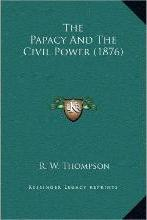 The
Papacy And The
Civil Power (1876)
R. W. Thompson
Kessinger Legacy Reprints